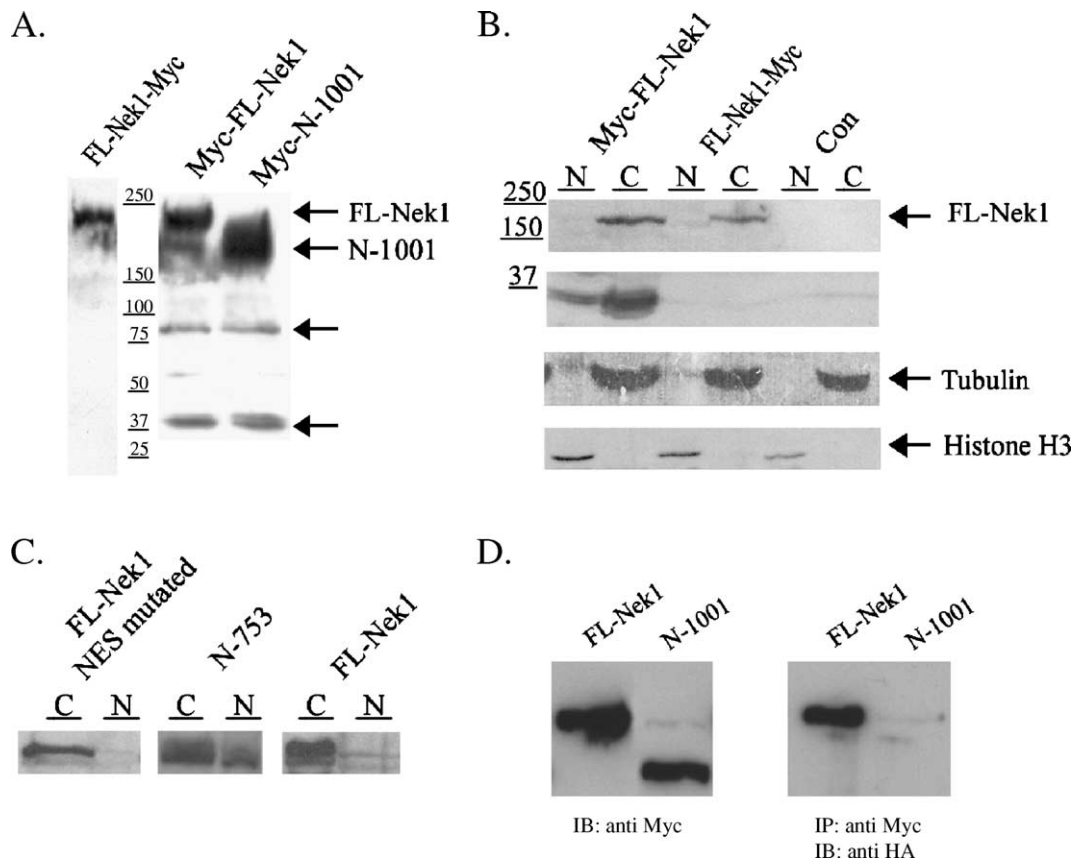 A.
FL-Nek1-Myc
Myc-FL-Nek1
Myc-N-1001
250
150
100
75
50
37
25
FL-Nek1
N-1001
B.
Myc-FL-Nek1
FL-Nek1-Myc
Con
N C N C N C
250
150
FL-Nek1
37
Tubulin
Histone H3
C.
FL-Nek1
NES mutated
N-753
FL-Nek1
C N C N C N
D.
FL-Nek1
N-1001
IB: anti Myc
FL-Nek1
N-1001
IP: anti Myc
IB: anti HA